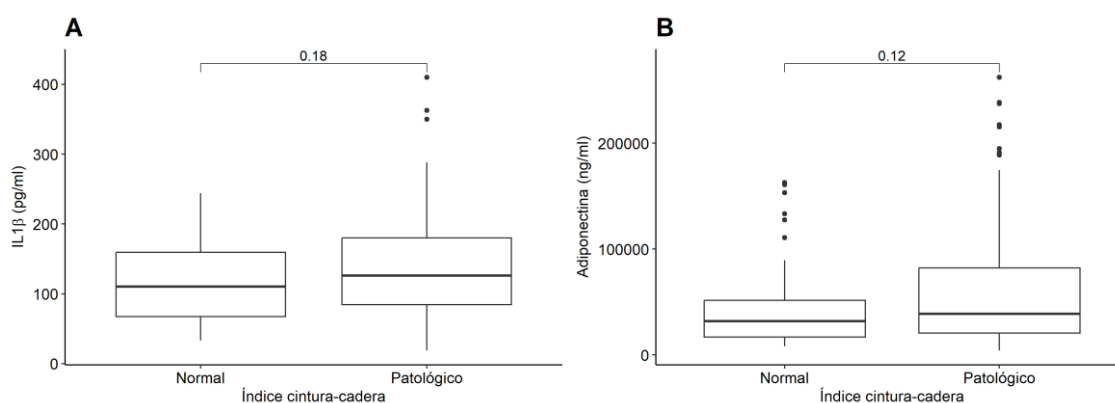 A
0.18
400
300
200
100
0
IL1β (pg/ml)
Normal
Patológico
Índice cintura-cadera
B
0.12
200000
100000
0
Adiponectina (ng/ml)
Normal
Patológico
Índice cintura-cadera